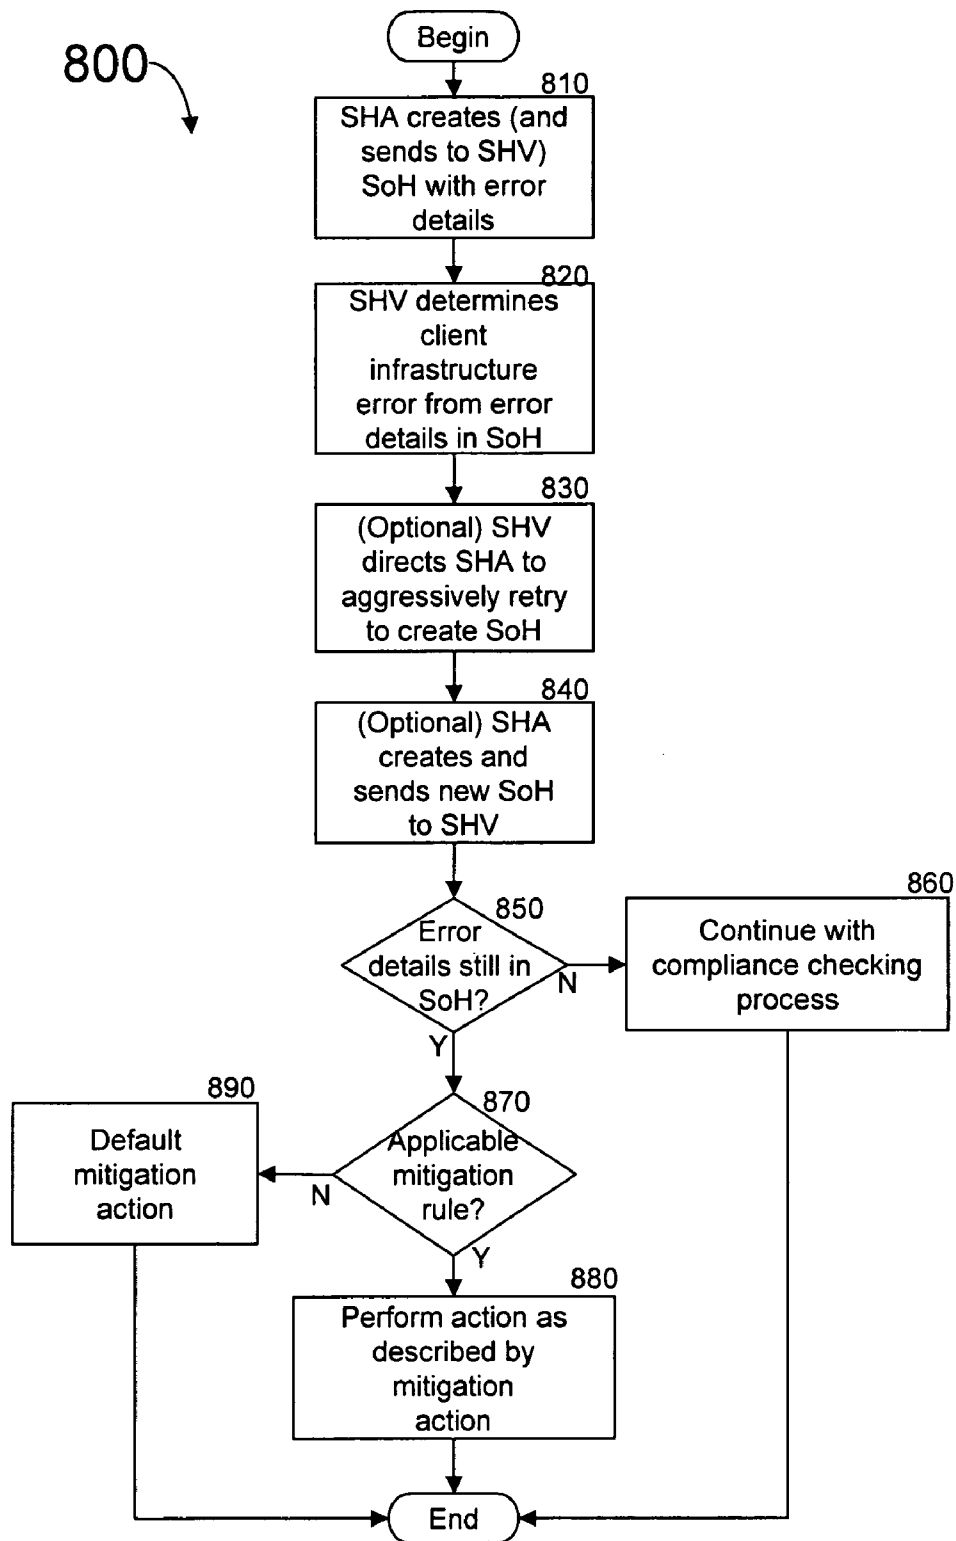 Begin
800
810
SHA creates (and
sends to SHV)
SoH with error
details
820
SHV determines
client
infrastructure
error from error
details in SoH
830
(Optional) SHV
directs SHA to
aggressively retry
to create SoH
840
(Optional) SHA
creates and
sends new SoH
to SHV
850
Error
details still in
SoH?
N
Y
860
Continue with
compliance checking
process
870
Applicable
mitigation
rule?
N
Y
890
Default
mitigation
action
880
Perform action as
described by
mitigation
action
End